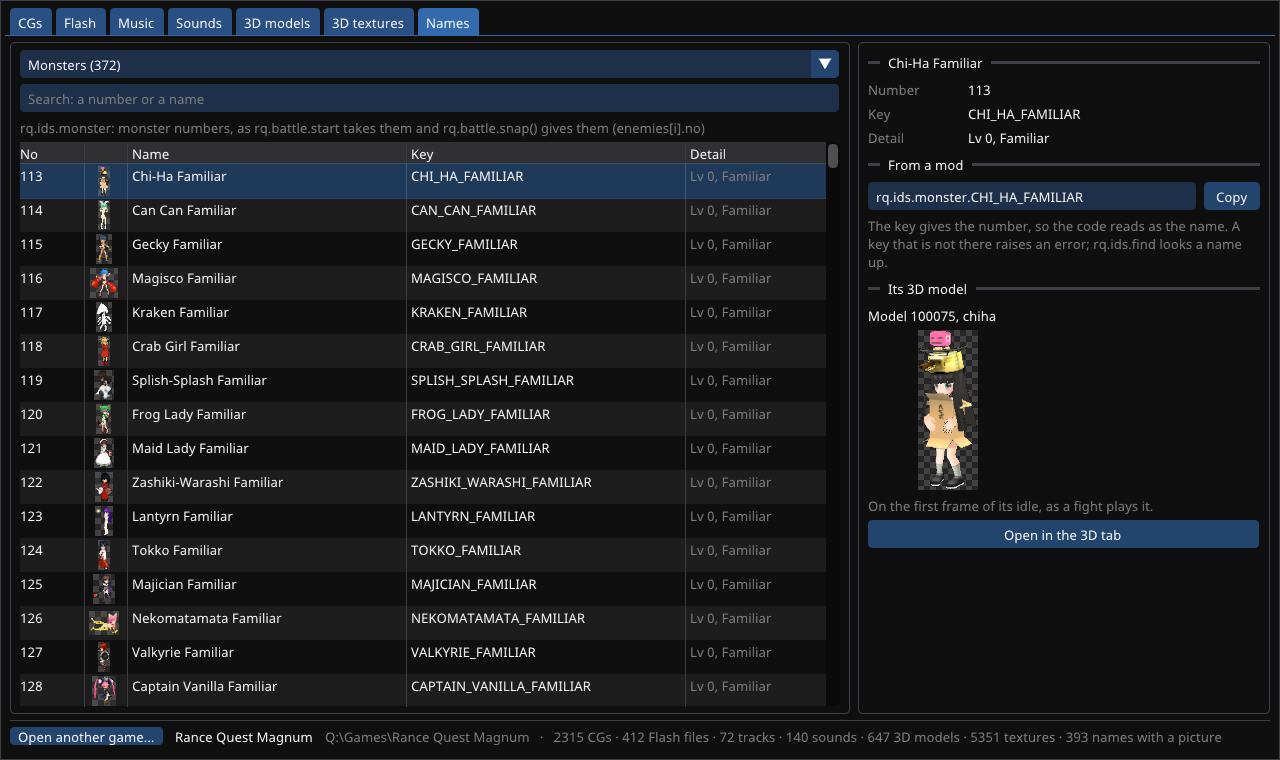 CGs Flash Music Sounds 3D models 3D textures Names
Monsters (372)
Search: a number or a name
rq.ids.monster: monster numbers, as rq.battle.start takes them and rq.battle.snap() gives them (enemies[i].no)
No Name Key Detail
113 Chi-Ha Familiar CHI_HA_FAMILIAR Lv 0, Familiar
114 Can Can Familiar CAN_CAN_FAMILIAR Lv 0, Familiar
115 Gecky Familiar GECKY_FAMILIAR Lv 0, Familiar
116 Magisco Familiar MAGISCO_FAMILIAR Lv 0, Familiar
117 Kraken Familiar KRAKEN_FAMILIAR Lv 0, Familiar
118 Crab Girl Familiar CRAB_GIRL_FAMILIAR Lv 0, Familiar
119 Splish-Splash Familiar SPLISH_SPLASH_FAMILIAR Lv 0, Familiar
120 Frog Lady Familiar FROG_LADY_FAMILIAR Lv 0, Familiar
121 Maid Lady Familiar MAID_LADY_FAMILIAR Lv 0, Familiar
122 Zashiki-Warashi Familiar ZASHIKI_WARASHI_FAMILIAR Lv 0, Familiar
123 Lantyrn Familiar LANTYRN_FAMILIAR Lv 0, Familiar
124 Tokko Familiar TOKKO_FAMILIAR Lv 0, Familiar
125 Majician Familiar MAJICIAN_FAMILIAR Lv 0, Familiar
126 Nekomatamata Familiar NEKOMATAMATA_FAMILIAR Lv 0, Familiar
127 Valkyrie Familiar VALKYRIE_FAMILIAR Lv 0, Familiar
128 Captain Vanilla Familiar CAPTAIN_VANILLA_FAMILIAR Lv 0, Familiar
Chi-Ha Familiar
Number 113
Key CHI_HA_FAMILIAR
Detail Lv 0, Familiar
From a mod
rq.ids.monster.CHI_HA_FAMILIAR Copy
The key gives the number, so the code reads as the name. A
key that is not there raises an error; rq.ids.find looks a name
up.
Its 3D model
Model 100075, chiha
On the first frame of its idle, as a fight plays it.
Open in the 3D tab
Open another game... Rance Quest Magnum Q:\Games\Rance Quest Magnum · 2315 CGs · 412 Flash files · 72 tracks · 140 sounds · 647 3D models · 5351 textures · 393 names with a picture